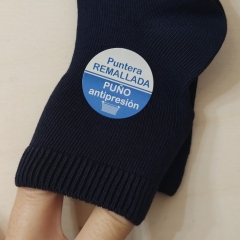 Puntera
REMALLADA
PUÑO
antipresión